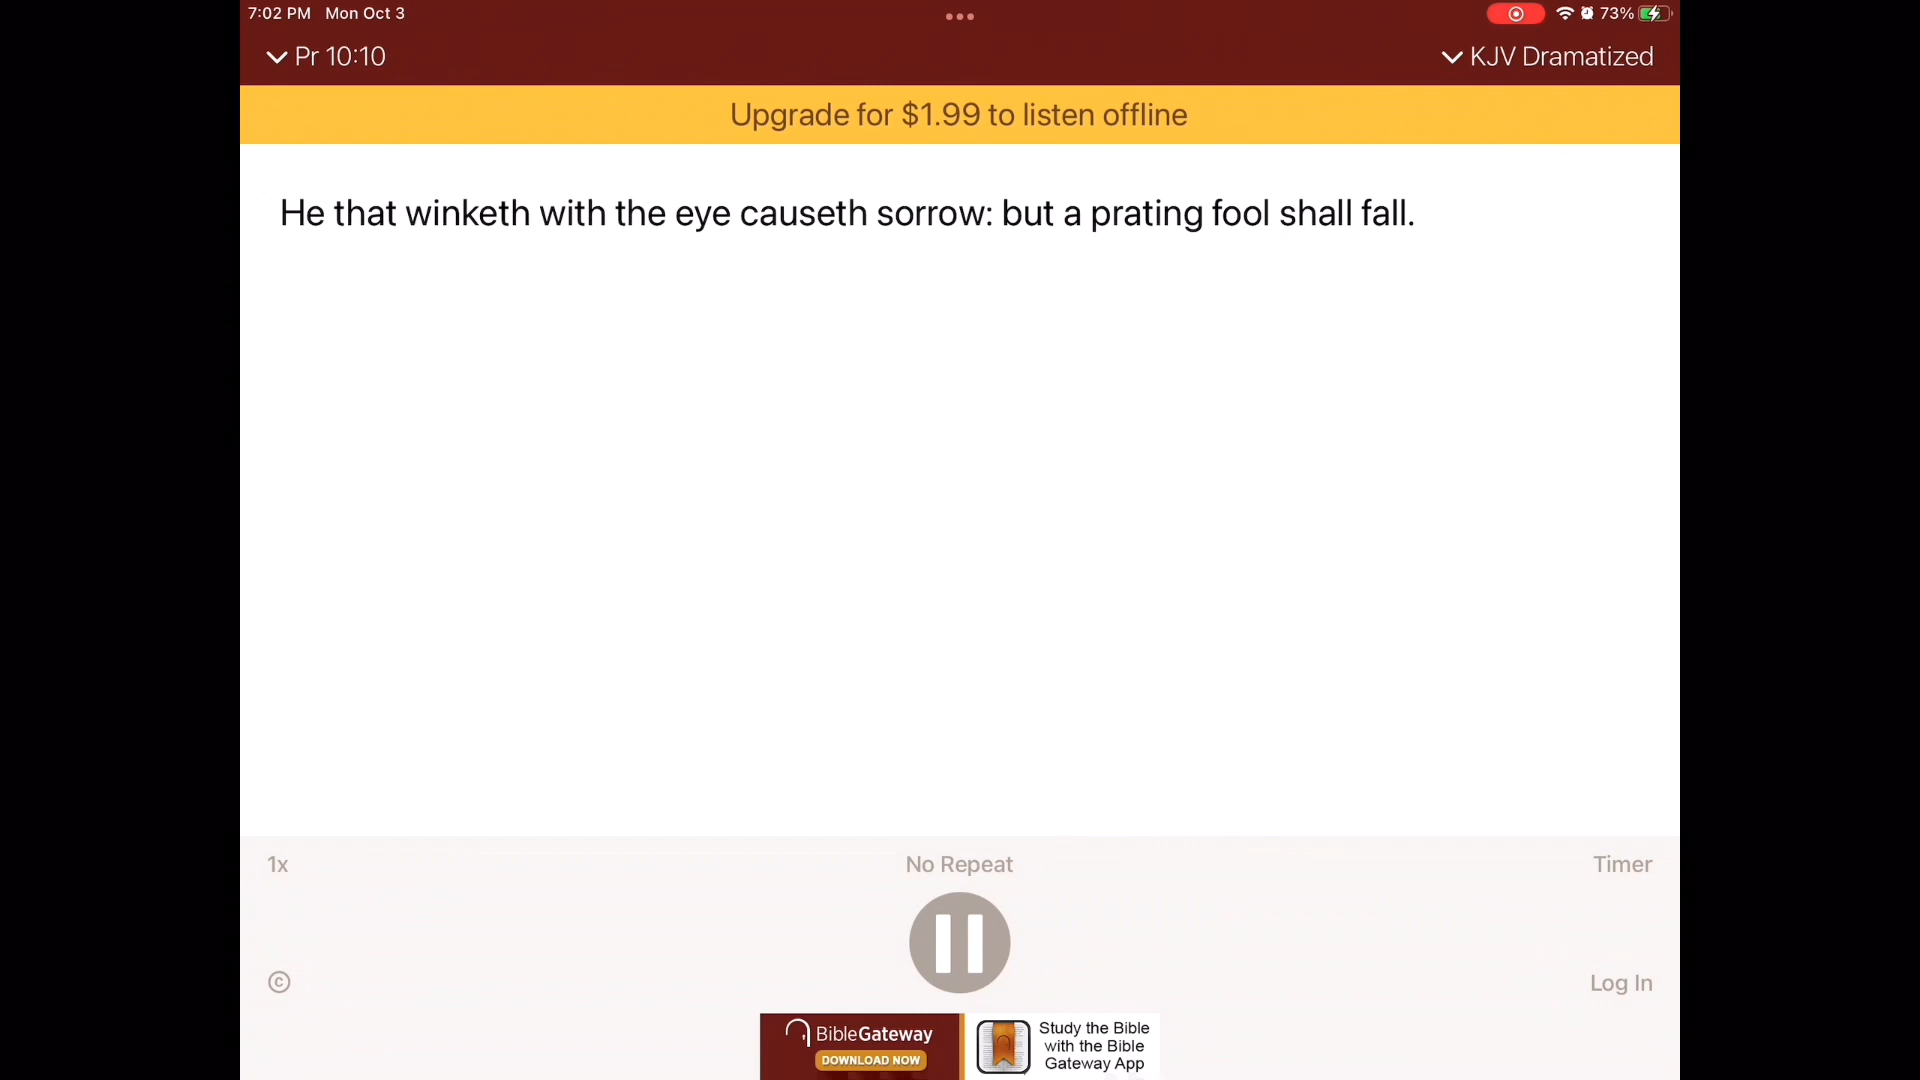 7:02 PM Mon Oct 3 73%
Pr 10:10 KJV Dramatized
Upgrade for $1.99 to listen offline
He that winketh with the eye causeth sorrow: but a prating fool shall fall.
1x No Repeat Timer
© Log In
BibleGateway
DOWNLOAD NOW
Study the Bible
with the Bible
Gateway App